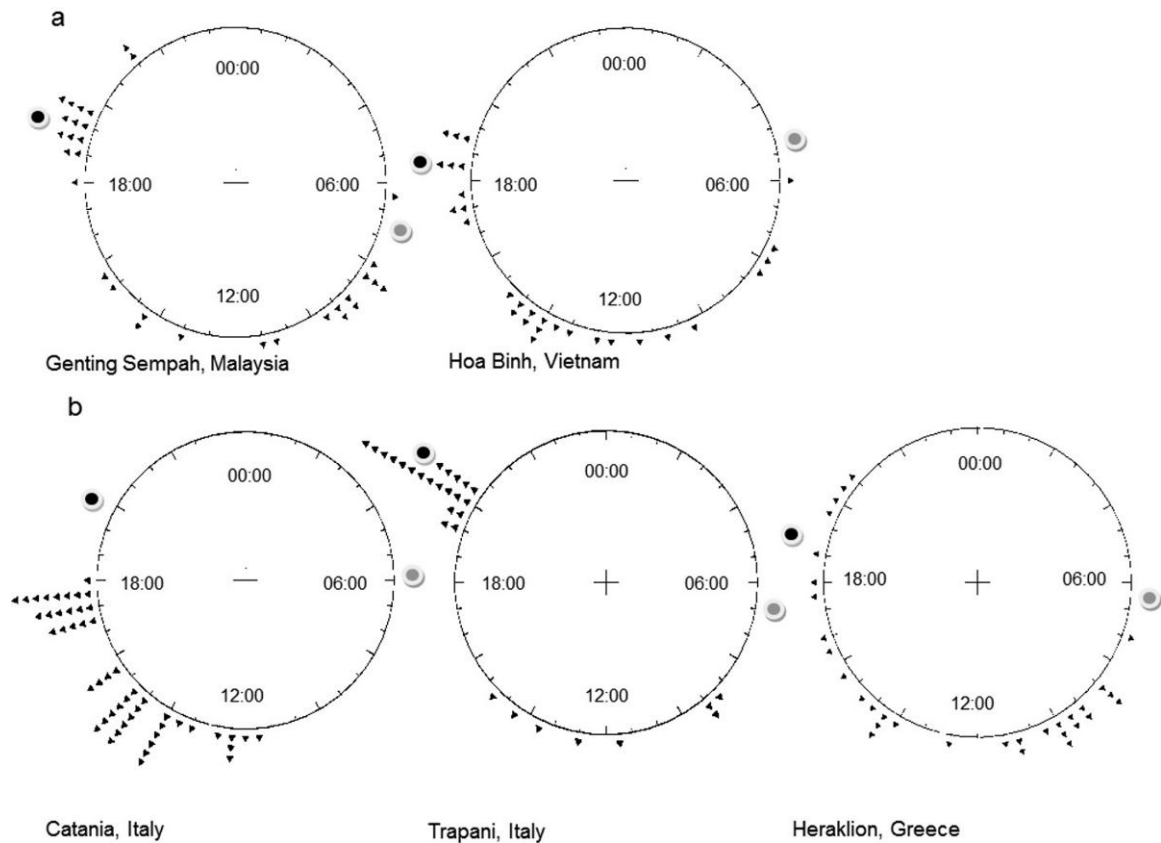 a
00:00
18:00 06:00
12:00
Genting Sempah, Malaysia
00:00
18:00 06:00
12:00
Hoa Binh, Vietnam
b
00:00
18:00 06:00
12:00
Catania, Italy
00:00
18:00 06:00
12:00
Trapani, Italy
00:00
18:00 06:00
12:00
Heraklion, Greece